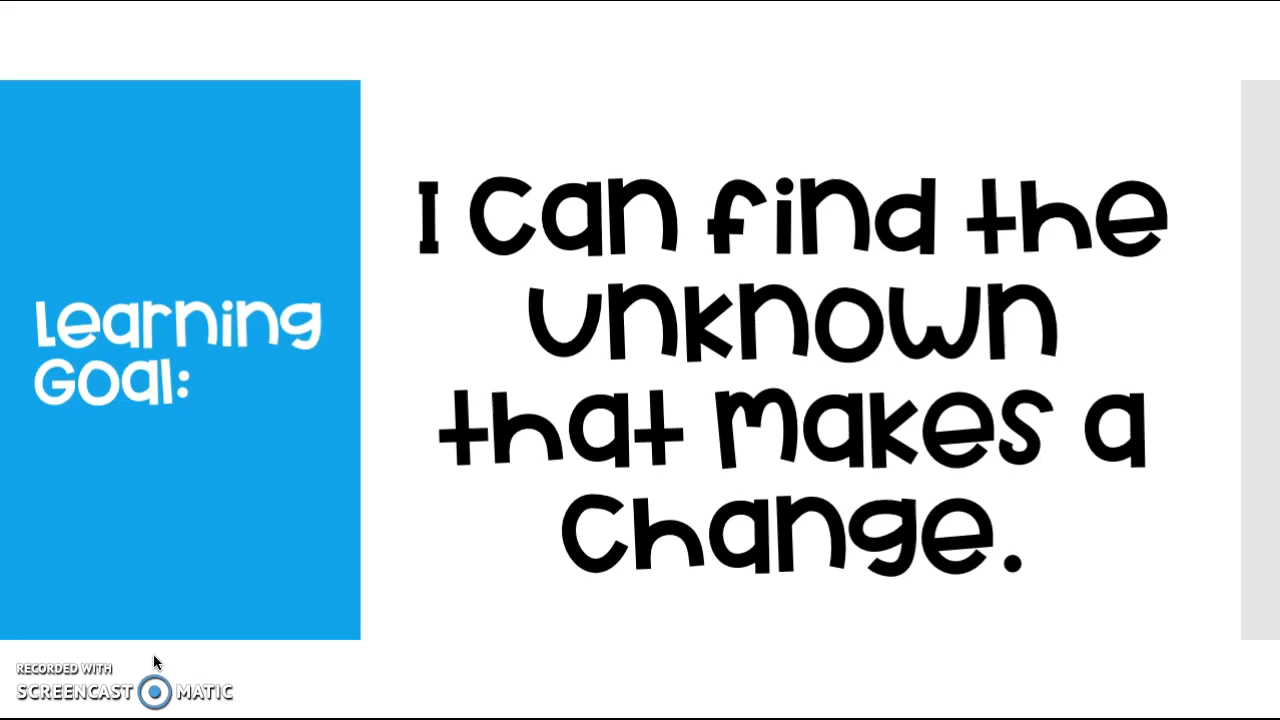 Learning
Goal:
I can find the
unknown
that makes a
change.
RECORDED WITH
SCREENCAST MATIC